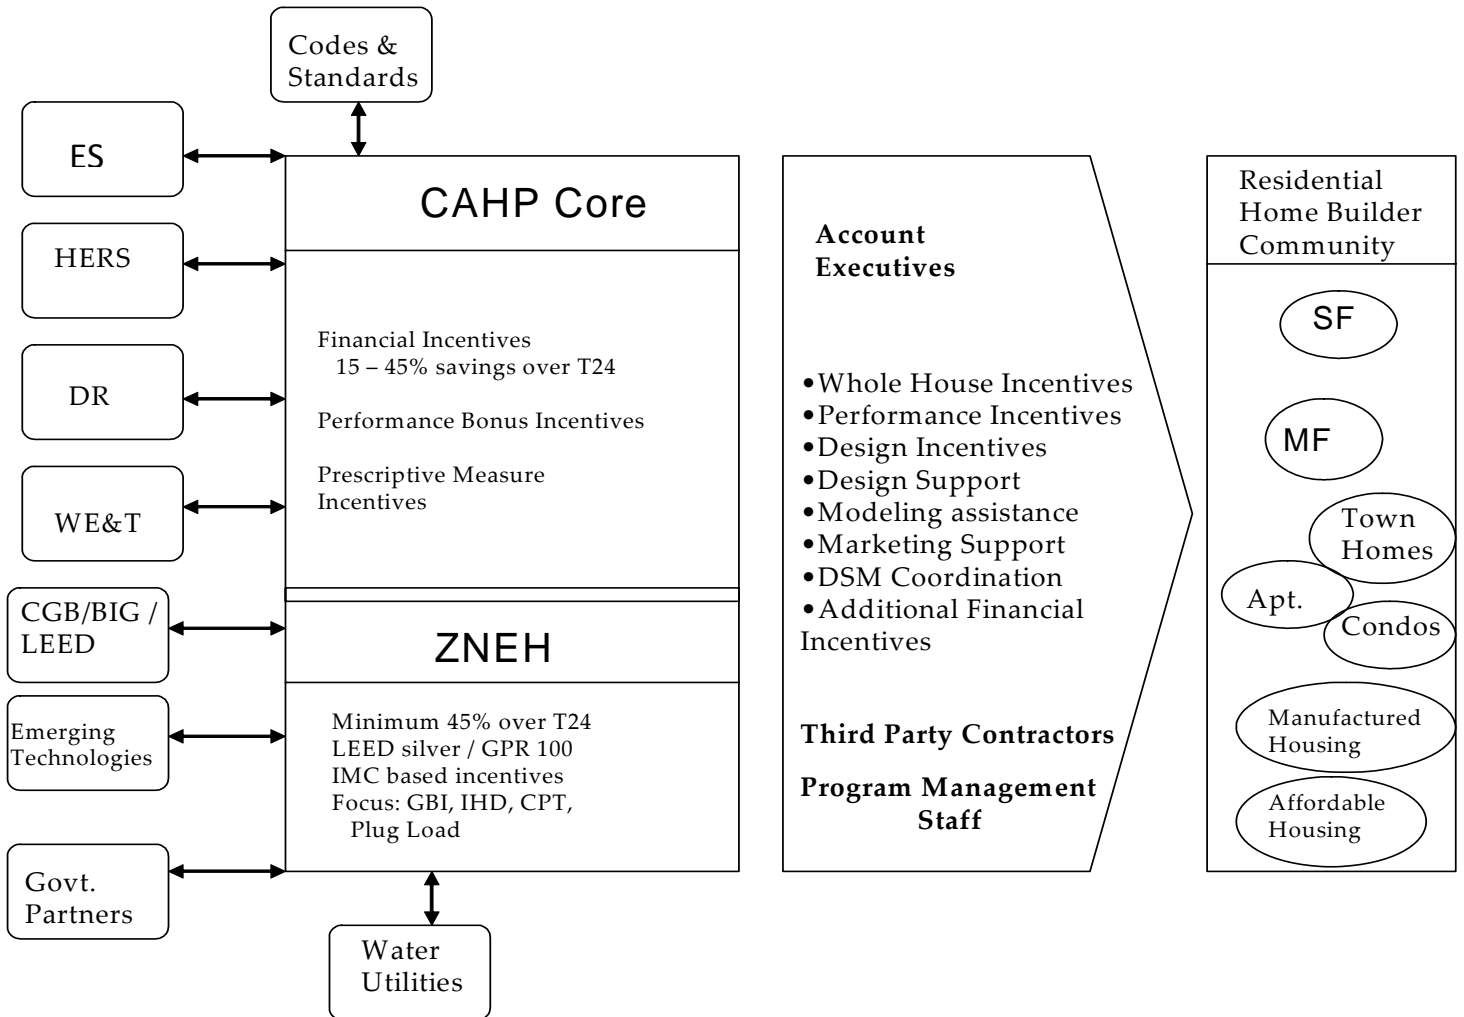 Codes &
Standards
ES
HERS
DR
WE&T
CGB/BIG /
LEED
Emerging
Technologies
Govt.
Partners
CAHP Core
Financial Incentives
15 – 45% savings over T24
Performance Bonus Incentives
Prescriptive Measure
Incentives
ZNEH
Minimum 45% over T24
LEED silver / GPR 100
IMC based incentives
Focus: GBI, IHD, CPT,
Plug Load
Water
Utilities
Account
Executives
•Whole House Incentives
•Performance Incentives
•Design Incentives
•Design Support
•Modeling assistance
•Marketing Support
•DSM Coordination
•Additional Financial
Incentives
Third Party Contractors
Program Management
Staff
Residential
Home Builder
Community
SF
MF
Town
Homes
Apt.
Condos
Manufactured
Housing
Affordable
Housing